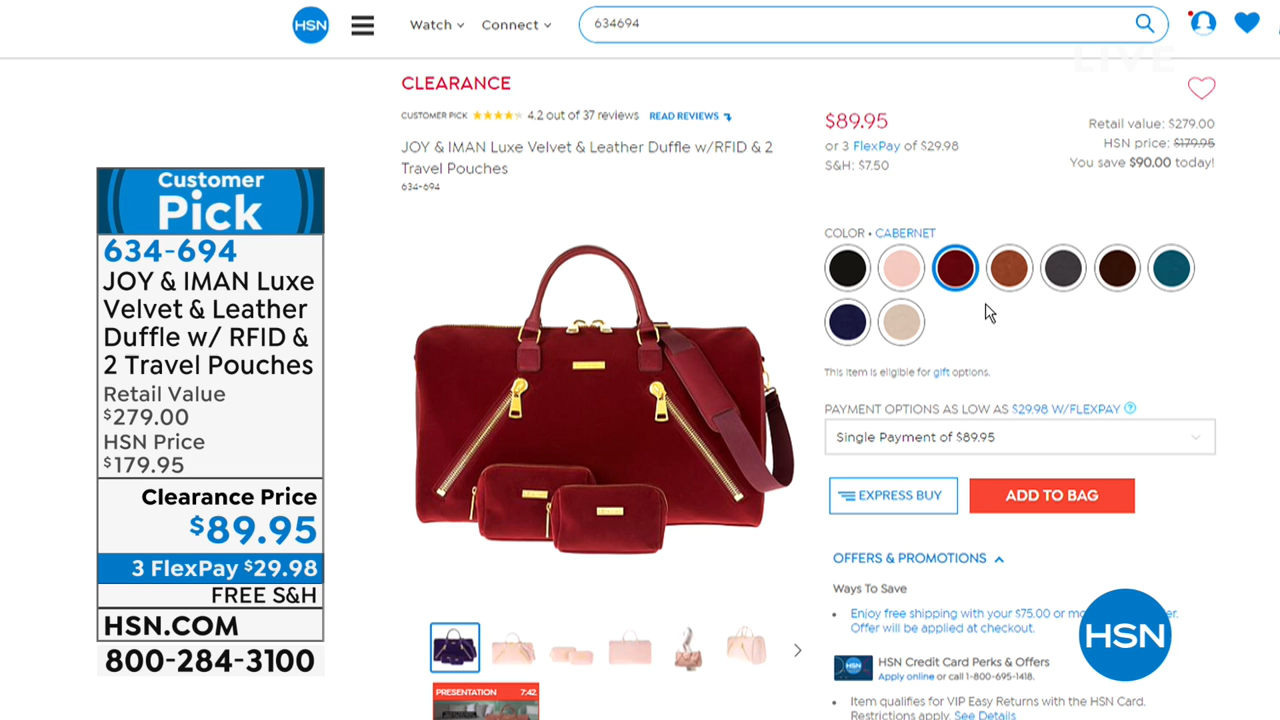 HSN
Watch
Connect
634694
LIVE
CLEARANCE
CUSTOMER PICK 4.2 out of 37 reviews READ REVIEWS
JOY & IMAN Luxe Velvet & Leather Duffle w/RFID & 2
Travel Pouches
634-694
$89.95
or 3 FlexPay of $29.98
S&H: $7.50
Retail value: $279.00
HSN price: $179.95
You save $90.00 today!
COLOR • CABERNET
This item is eligible for gift options.
PAYMENT OPTIONS AS LOW AS $29.98 W/FLEXPAY ?
Single Payment of $89.95
EXPRESS BUY
ADD TO BAG
OFFERS & PROMOTIONS
Ways To Save
• Enjoy free shipping with your $75.00 or
Offer will be applied at checkout.
HSN
HSN Credit Card Perks & Offers
Apply online or call 1-800-695-1418.
• Item qualifies for VIP Easy Returns with the HSN Card.
Restrictions apply. See Details
HSN
PRESENTATION 7:42
Customer
Pick
634-694
JOY & IMAN Luxe
Velvet & Leather
Duffle w/ RFID &
2 Travel Pouches
Retail Value
$279.00
HSN Price
$179.95
Clearance Price
$89.95
3 FlexPay $29.98
FREE S&H
HSN.COM
800-284-3100